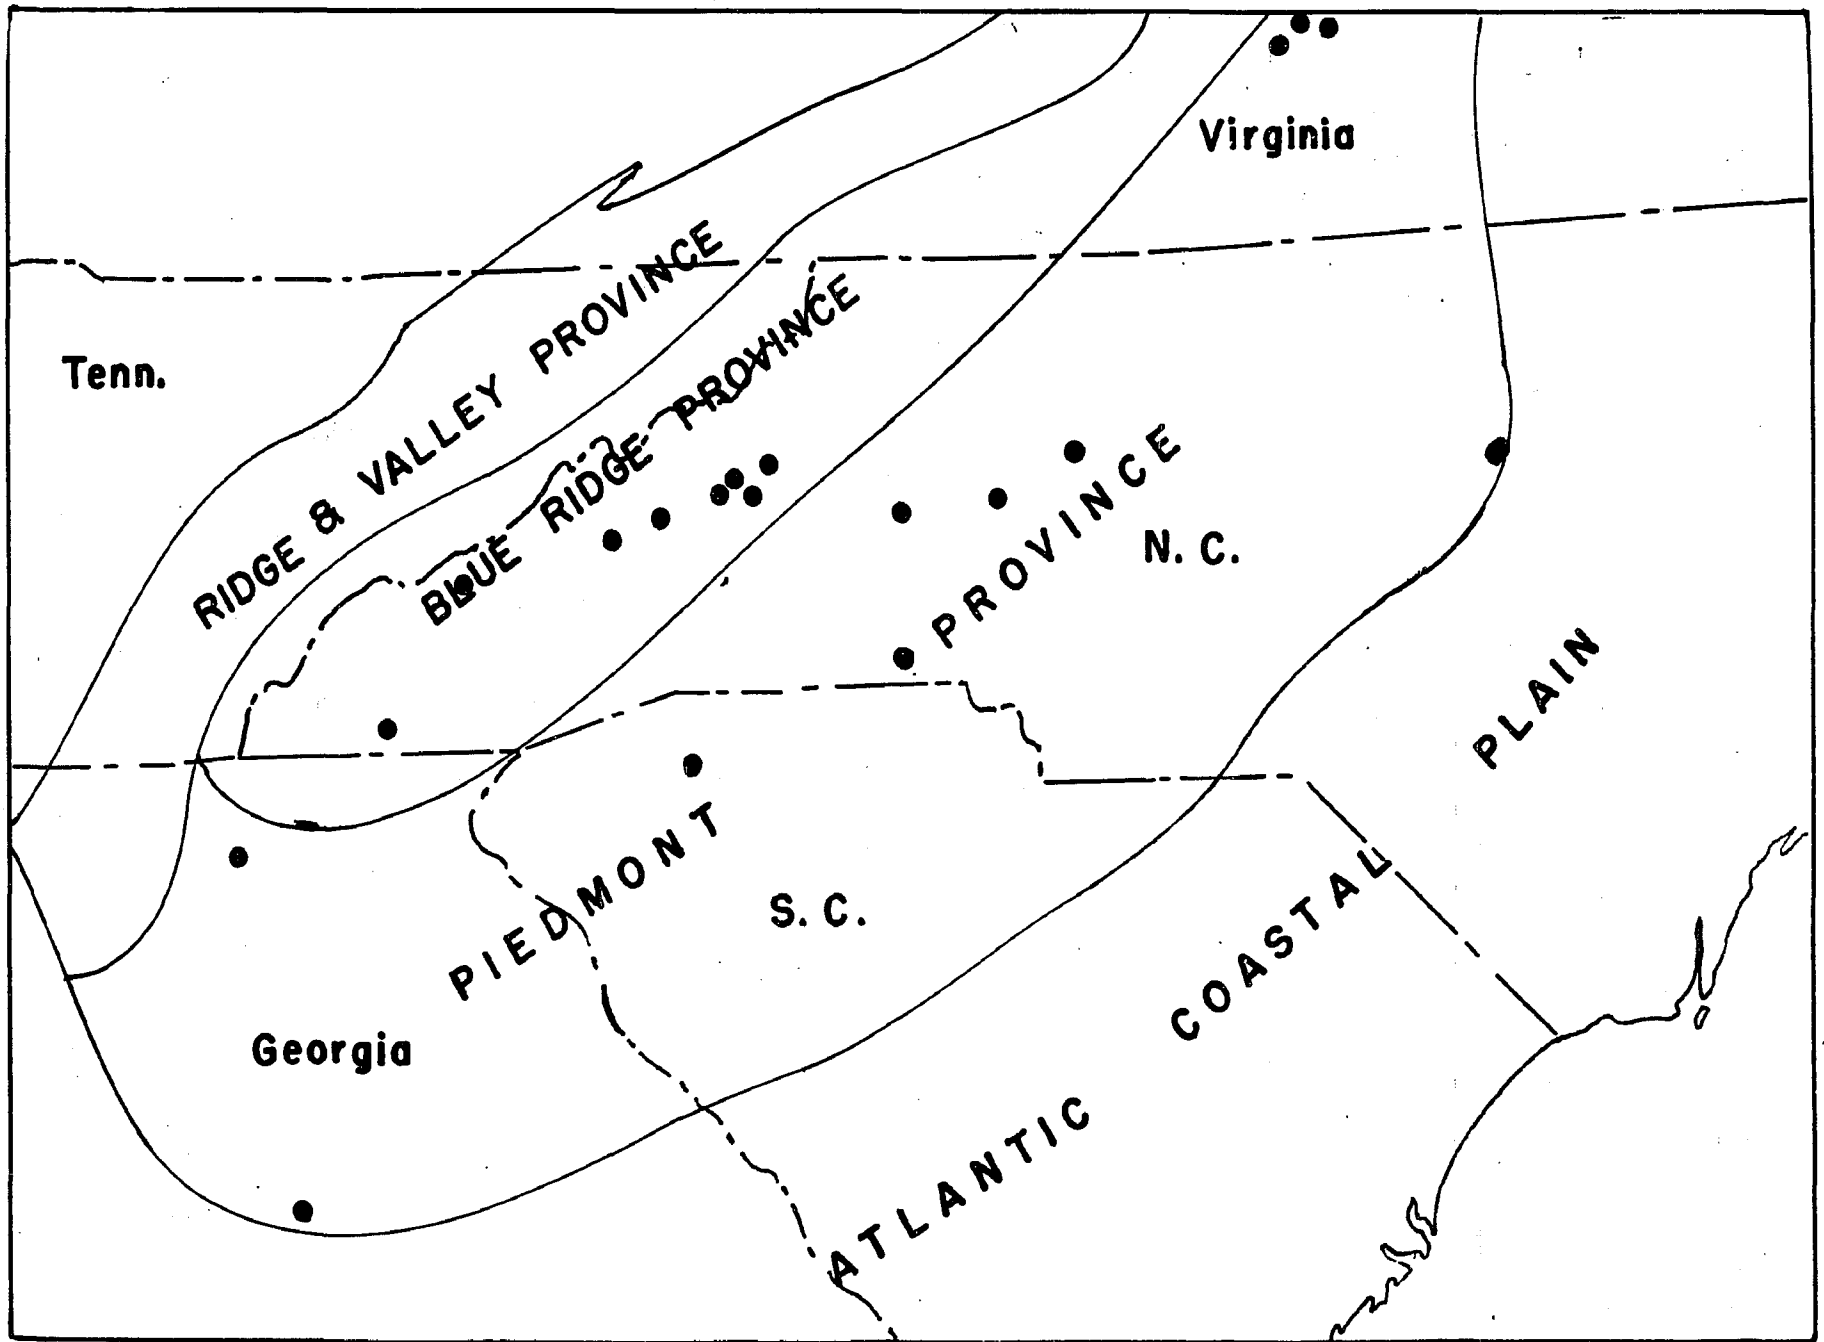 Virginia
Tenn.
RIDGE & VALLEY PROVINCE
BLUE RIDGE PROVINCE
N. C.
PIEDMONT PROVINCE
S. C.
Georgia
ATLANTIC COASTAL PLAIN